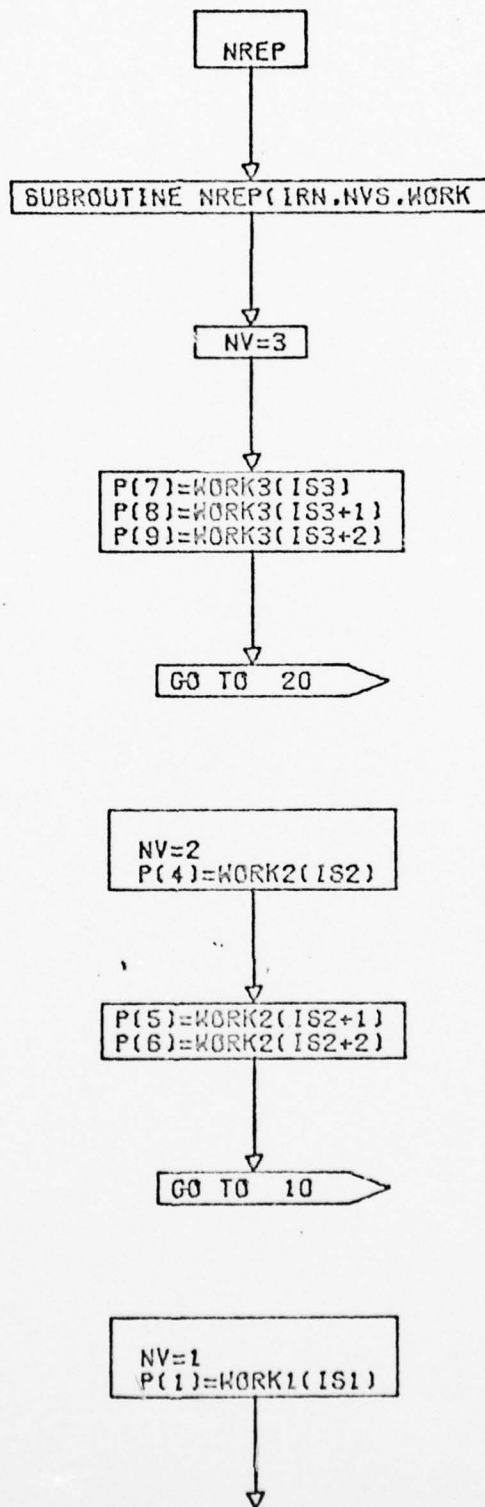 NREP
SUBROUTINE NREP(IRN.NVS.WORK
NV=3
P(7)=WORK3(IS3)
P(8)=WORK3(IS3+1)
P(9)=WORK3(IS3+2)
GO TO 20
NV=2
P(4)=WORK2(IS2)
P(5)=WORK2(IS2+1)
P(6)=WORK2(IS2+2)
GO TO 10
NV=1
P(1)=WORK1(IS1)